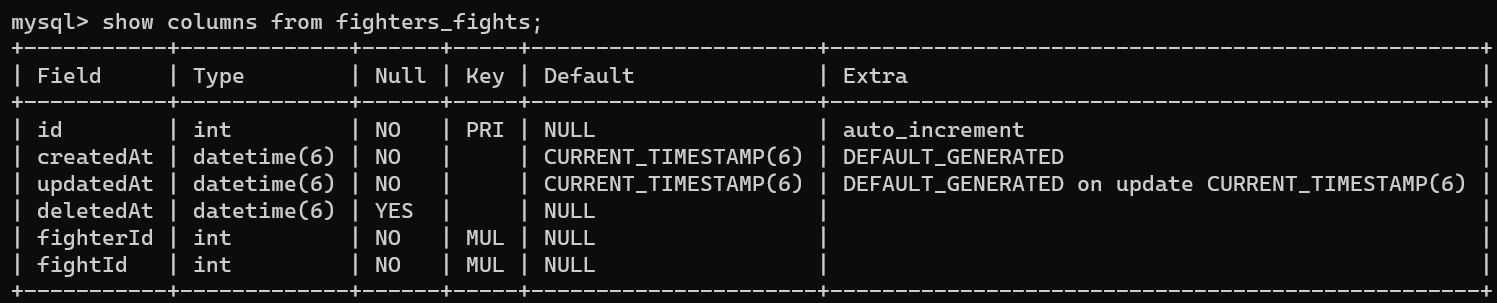 mysql> show columns from fighters_fights;
+-----------+-------------+------+-----+----------------------+--------------------------------------------------+
| Field     | Type        | Null | Key | Default              | Extra                                            |
+-----------+-------------+------+-----+----------------------+--------------------------------------------------+
| id        | int         | NO   | PRI | NULL                 | auto_increment                                   |
| createdAt | datetime(6) | NO   |     | CURRENT_TIMESTAMP(6) | DEFAULT_GENERATED                                |
| updatedAt | datetime(6) | NO   |     | CURRENT_TIMESTAMP(6) | DEFAULT_GENERATED on update CURRENT_TIMESTAMP(6) |
| deletedAt | datetime(6) | YES  |     | NULL                 |                                                  |
| fighterId | int         | NO   | MUL | NULL                 |                                                  |
| fightId   | int         | NO   | MUL | NULL                 |                                                  |
+-----------+-------------+------+-----+----------------------+--------------------------------------------------+